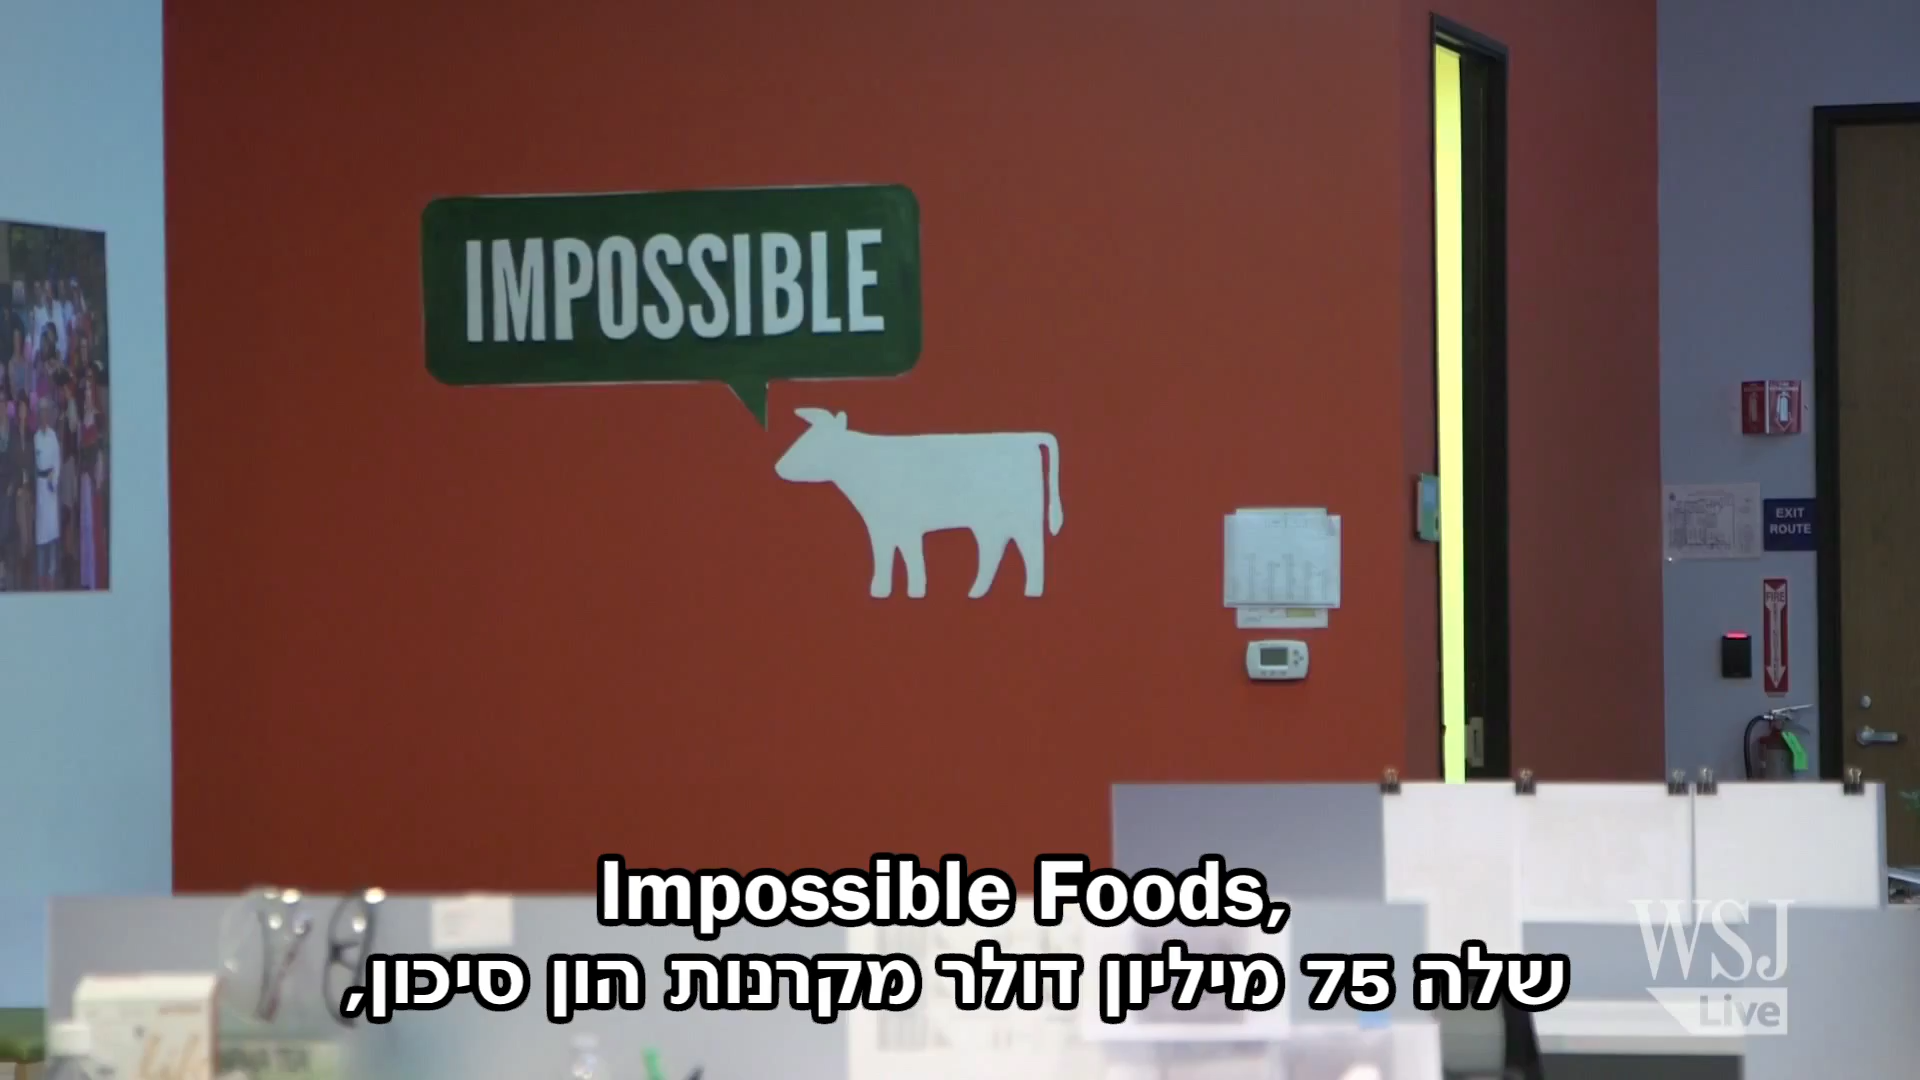 IMPOSSIBLE
EXIT
ROUTE
FIRE
Impossible Foods,
שלה 75 מיליון דולר מקרנות הון סיכון,
WSJ
Live